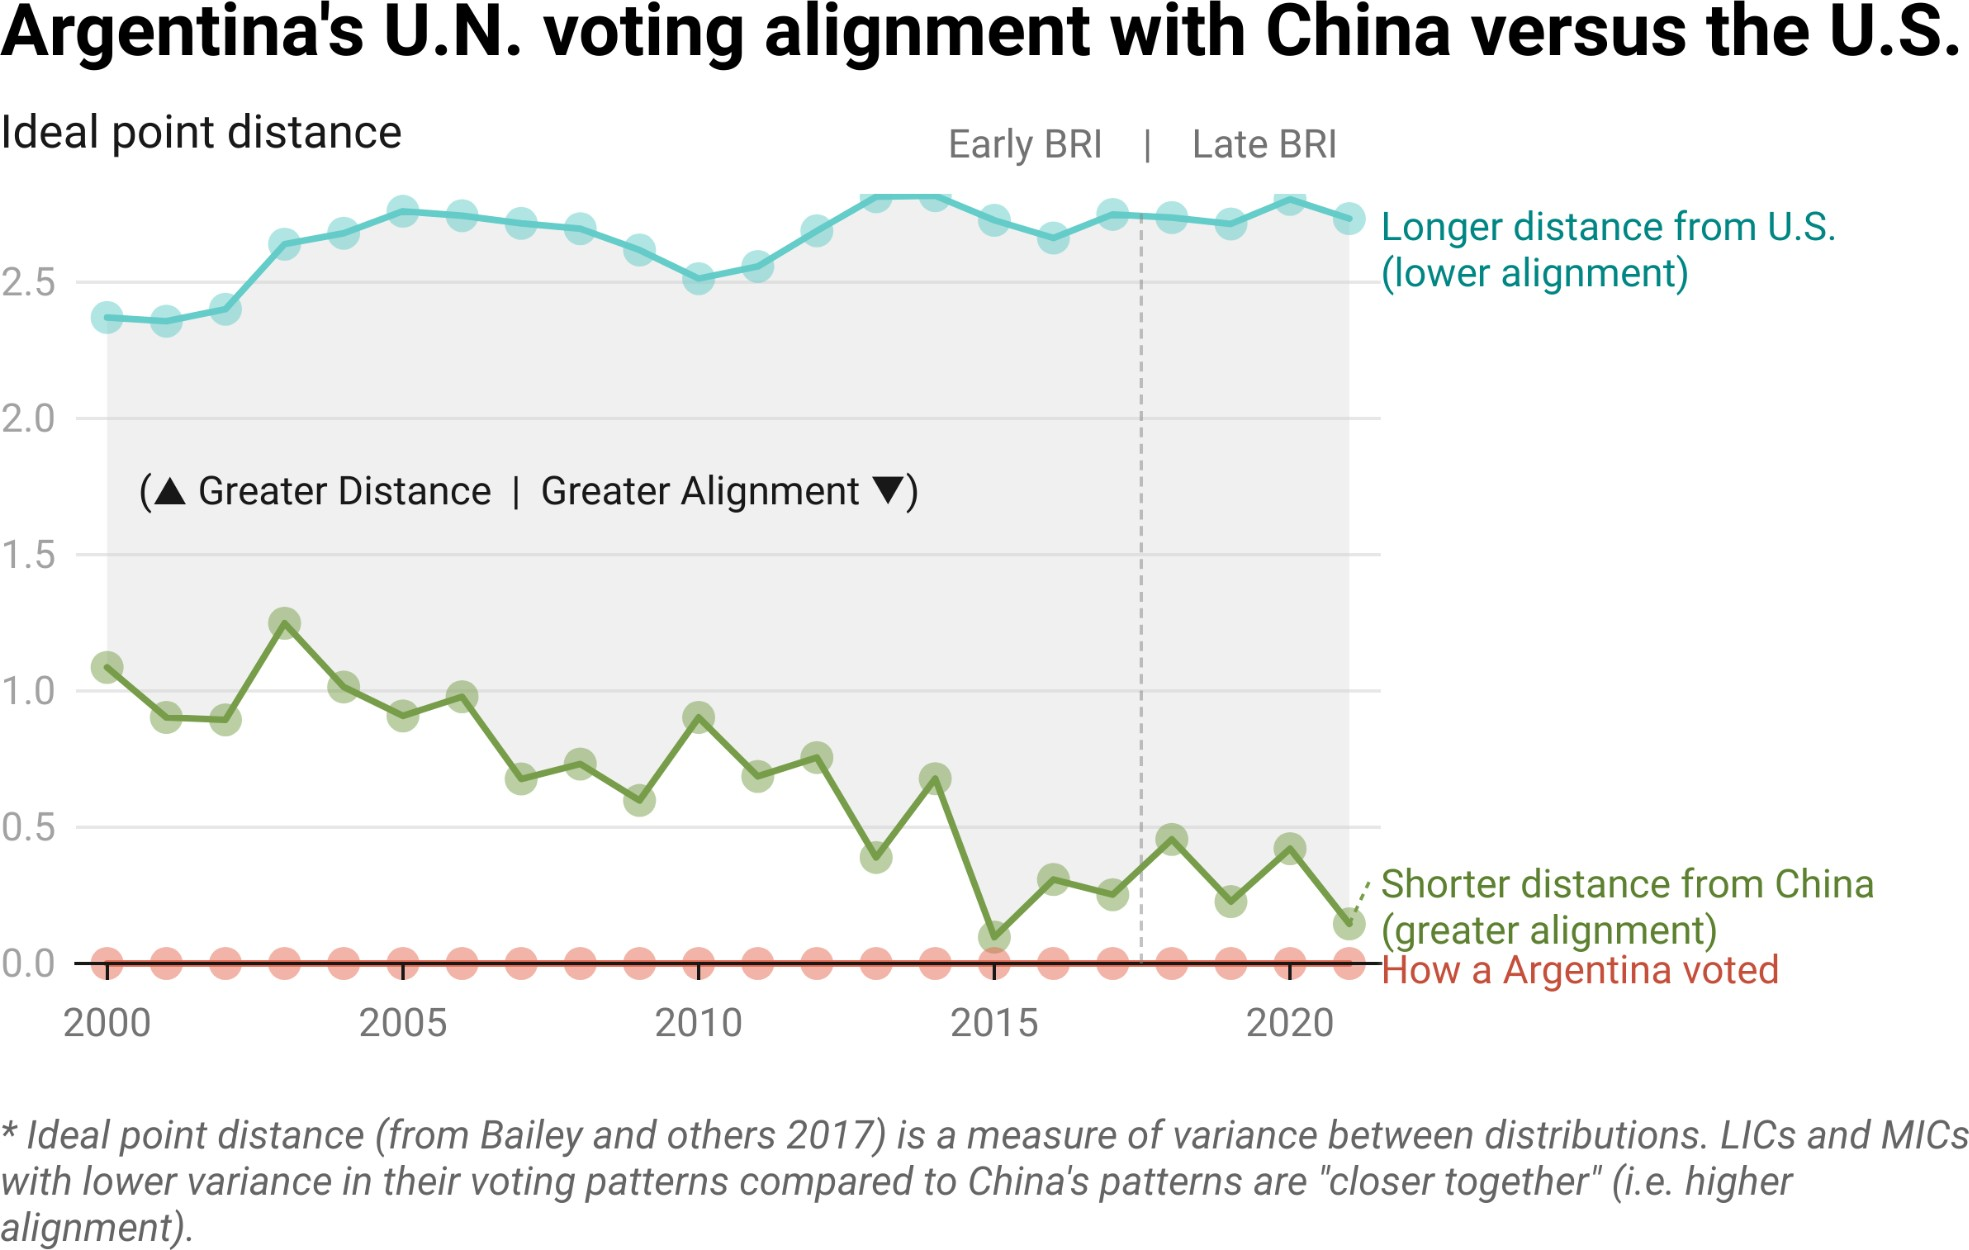 Argentina's U.N. voting alignment with China versus the U.S.
Ideal point distance
Early BRI | Late BRI
Longer distance from U.S.
(lower alignment)
2.5
2.0
(▲ Greater Distance | Greater Alignment ▼)
1.5
1.0
0.5
Shorter distance from China
(greater alignment)
0.0
How a Argentina voted
2000 2005 2010 2015 2020
* Ideal point distance (from Bailey and others 2017) is a measure of variance between distributions. LICs and MICs
with lower variance in their voting patterns compared to China's patterns are "closer together" (i.e. higher
alignment).